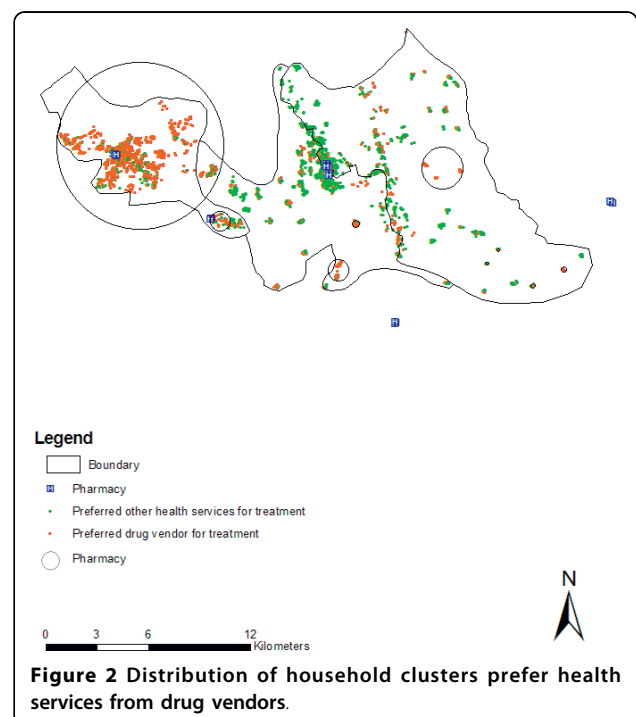 H
H
H
H
H
H
Legend
Boundary
H Pharmacy
Preferred other health services for treatment
Preferred drug vendor for treatment
Pharmacy
N
0 3 6 12
Kilometers
Figure 2 Distribution of household clusters prefer health
services from drug vendors.